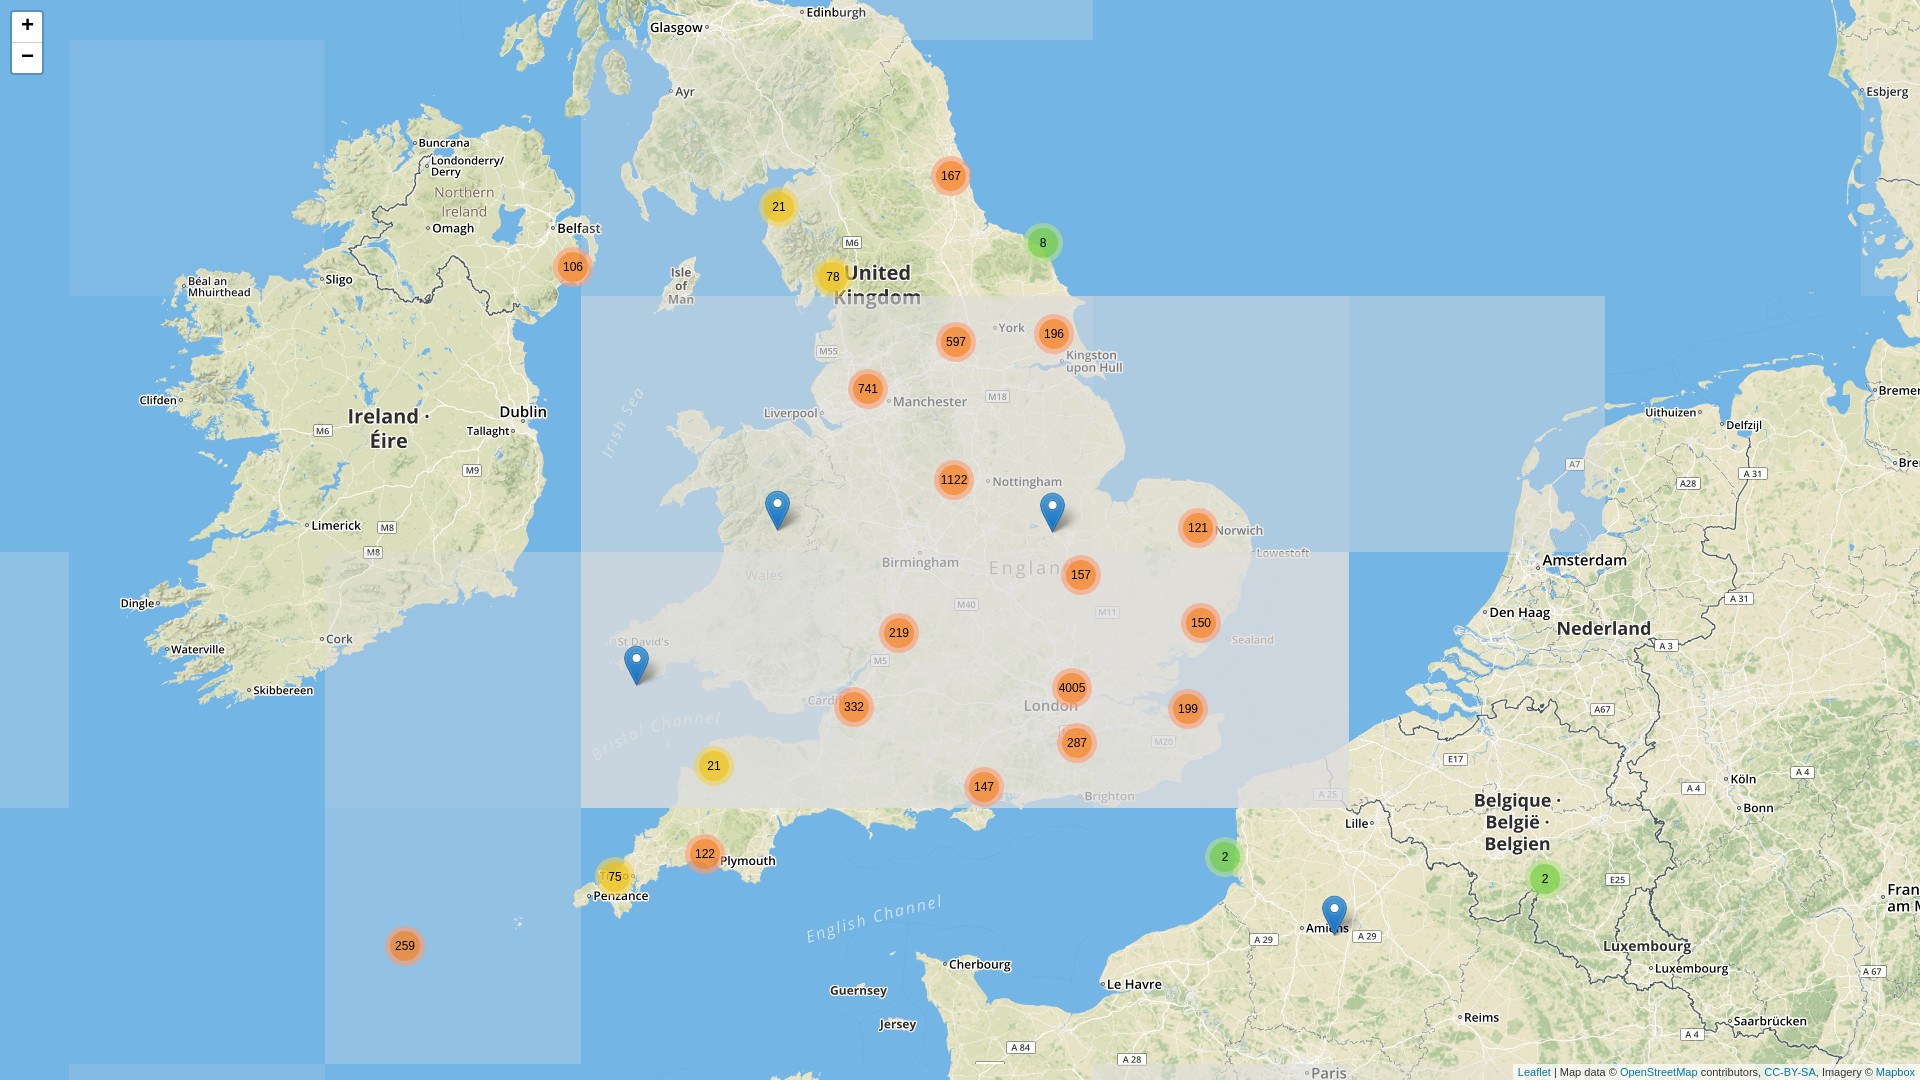 +
−
Edinburgh
Glasgow
Ayr
Esbjerg
Buncrana
Londonderry/
Derry
Northern
Ireland
Omagh
Belfast
167
21
M6
8
106
78
United
Kingdom
Isle
of
Man
Béal an
Mhuirthead
Sligo
York
196
597
M55
Kingston
upon Hull
741
Manchester
M18
Liverpool
Clifden
Ireland ·
Éire
Dublin
Tallaght
M6
M9
Irish Sea
Uithuizen
Delfzijl
A7
A 31
A28
1122
Nottingham
121
Norwich
Lowestoft
Limerick
M8
M8
Birmingham
Wales
157
Amsterdam
Dingle
M40
M11
A 31
Den Haag
Nederland
Cork
St David's
219
150
Sealand
M5
A 3
Waterville
Skibbereen
4005
London
332
199
A67
Bristol Channel
287
M20
E17
21
147
Brighton
A 25
Köln
A 4
A 4
Bonn
Belgique ·
België ·
Belgien
Lille
122
Plymouth
75
Penzance
2
2
E25
259
English Channel
A 29
A 29
Luxembourg
Luxembourg
A 67
Cherbourg
Le Havre
Guernsey
Jersey
Reims
Saarbrücken
A 4
A 84
A 28
Paris
Leaflet | Map data © OpenStreetMap contributors, CC-BY-SA, Imagery © Mapbox